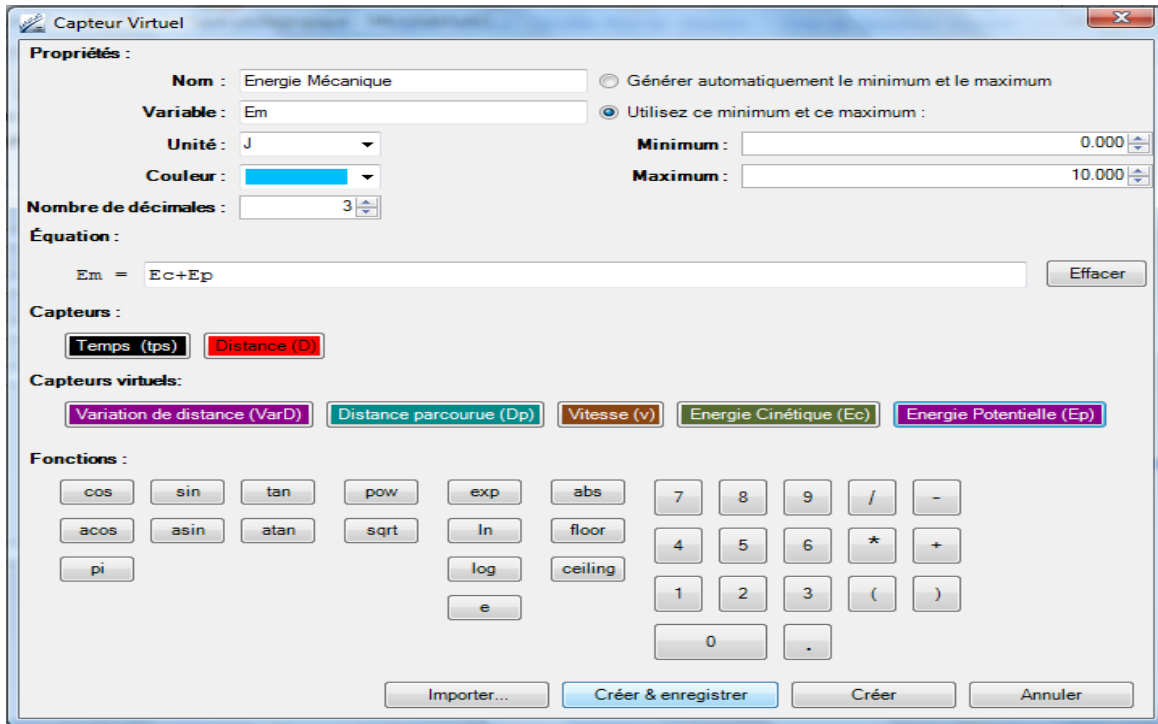 Capteur Virtuel
Propriétés :
Nom : Energie Mécanique Générer automatiquement le minimum et le maximum
Variable : Em Utilisez ce minimum et ce maximum :
Unité : J Minimum : 0.000
Couleur : Maximum : 10.000
Nombre de décimales : 3
Équation :
Em = Ec+Ep Effacer
Capteurs :
Temps (tps) Distance (D)
Capteurs virtuels:
Variation de distance (VarD) Distance parcourue (Dp) Vitesse (v) Energie Cinétique (Ec) Energie Potentielle (Ep)
Fonctions :
cos sin tan pow exp abs 7 8 9 / -
acos asin atan sqrt ln floor 4 5 6 * +
pi log ceiling 1 2 3 ( )
e 0 .
Importer... Créer & enregistrer Créer Annuler